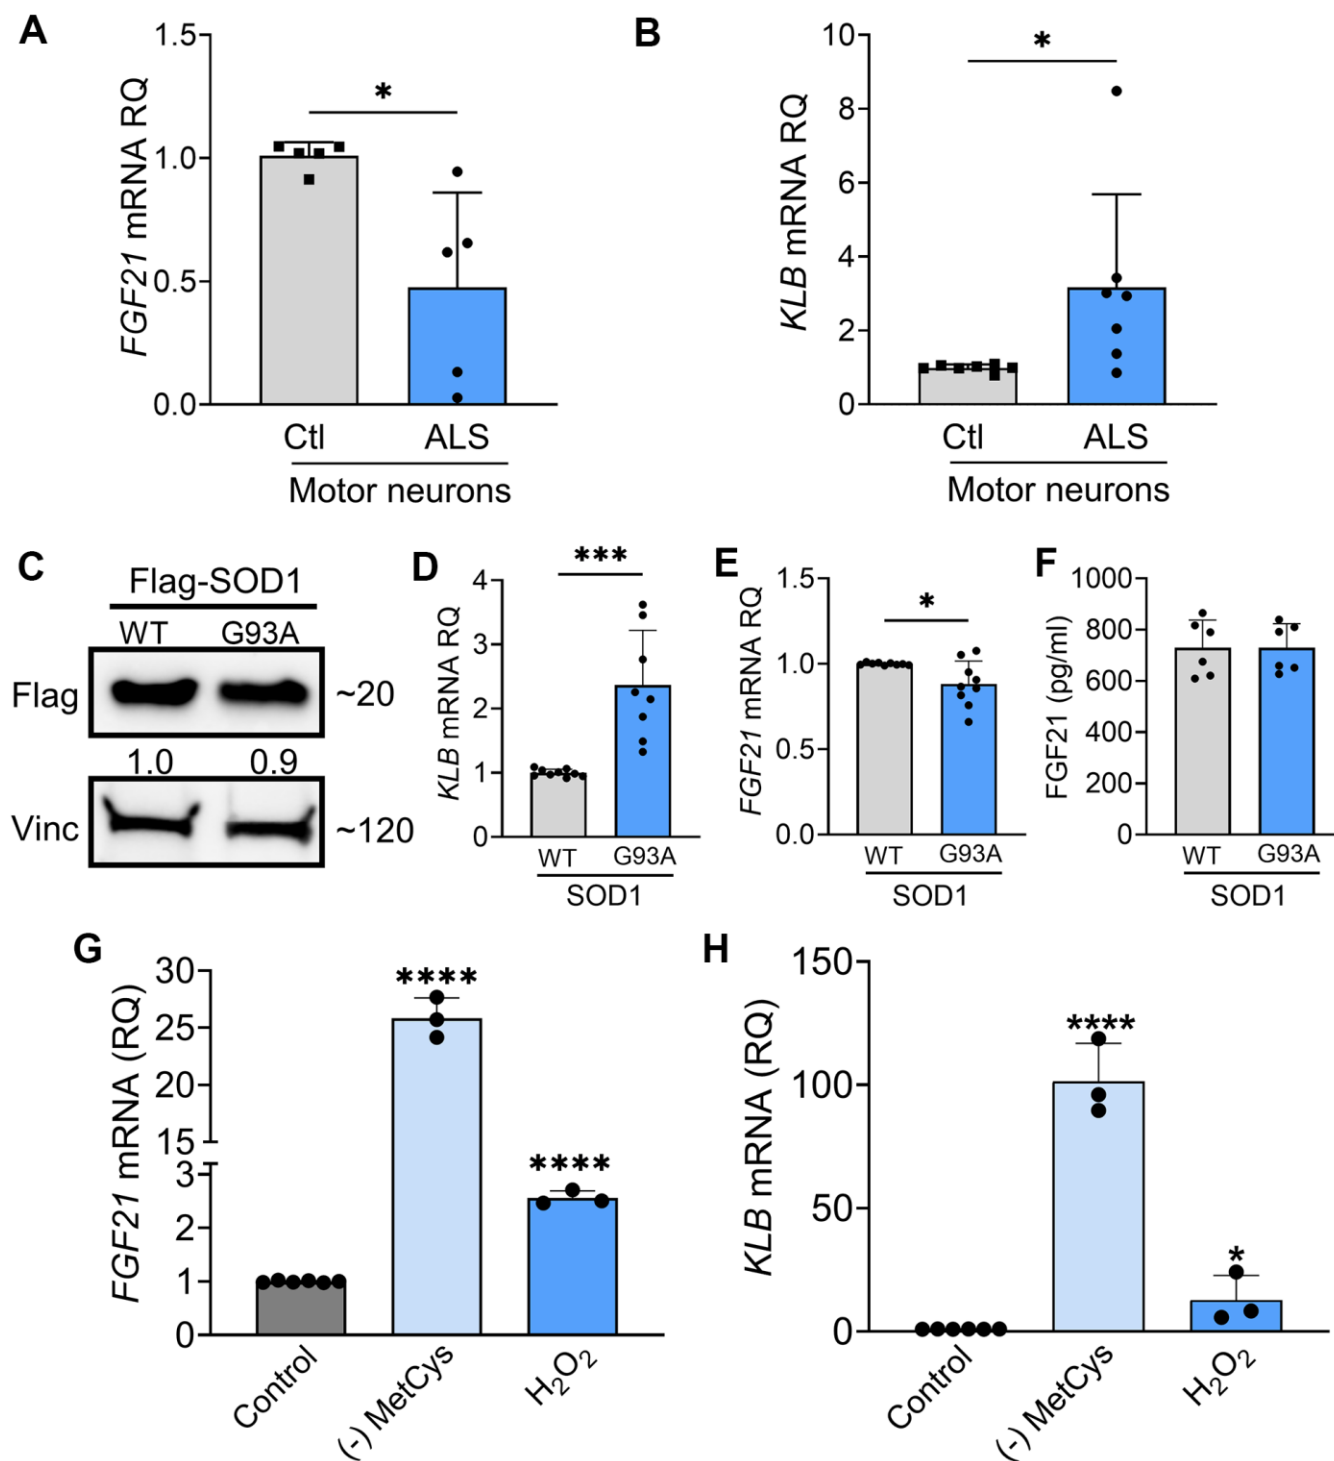 A
FGF21 mRNA RQ
1.5
1.0
0.5
0.0
*
Ctl ALS
Motor neurons
B
KLB mRNA RQ
10
8
6
4
2
0
*
Ctl ALS
Motor neurons
C
Flag-SOD1
WT G93A
Flag ~20
1.0 0.9
Vinc ~120
D
KLB mRNA RQ
4
3
2
1
0
***
WT G93A
SOD1
E
FGF21 mRNA RQ
1.5
1.0
0.5
0.0
*
WT G93A
SOD1
F
FGF21 (pg/ml)
1000
800
600
400
200
0
WT G93A
SOD1
G
FGF21 mRNA (RQ)
30
25
20
15
3
2
1
0
****
****
Control (-) MetCys H₂O₂
H
KLB mRNA (RQ)
150
100
50
0
****
*
Control (-) MetCys H₂O₂